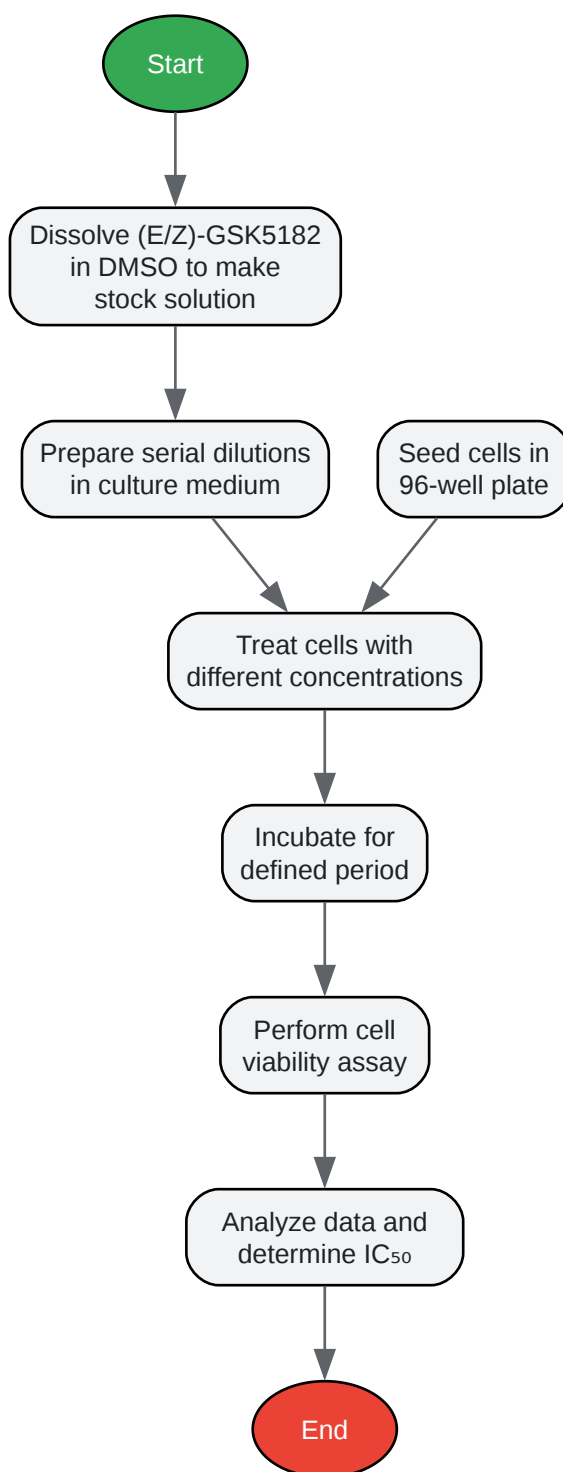 Start
Dissolve (E/Z)-GSK5182
in DMSO to make
stock solution
Prepare serial dilutions
in culture medium
Seed cells in
96-well plate
Treat cells with
different concentrations
Incubate for
defined period
Perform cell
viability assay
Analyze data and
determine IC₅₀
End